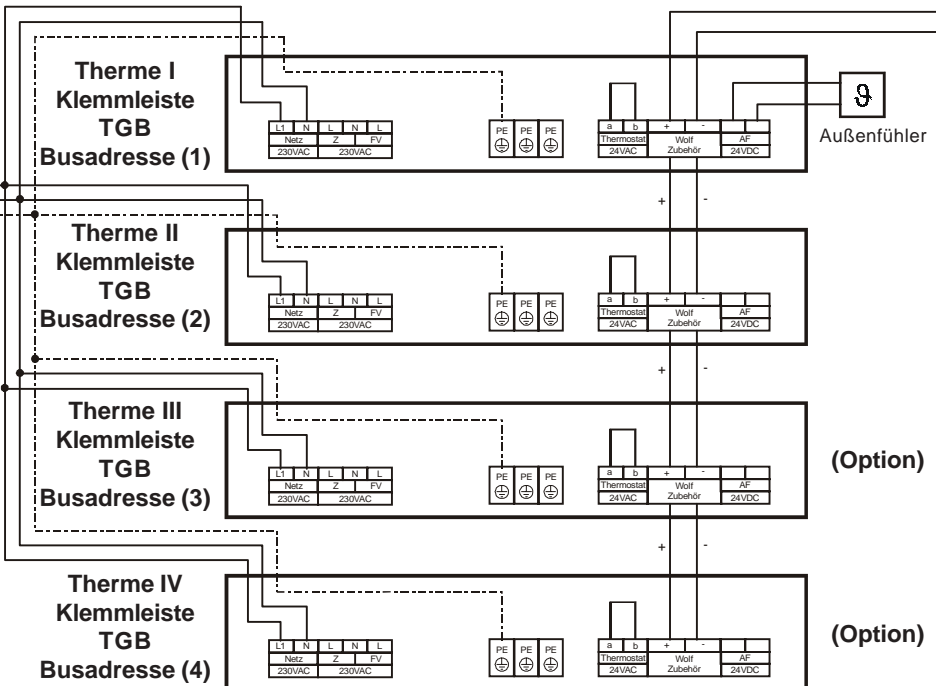 Therme I
Klemmleiste
TGB
Busadresse (1)
L1 N L N L
Netz Z FV
230VAC 230VAC
PE PE PE
a b + -
Thermostat Wolf Zubehör AF
24VAC 24VDC
ϑ
Außenfühler
+ -
Therme II
Klemmleiste
TGB
Busadresse (2)
L1 N L N L
Netz Z FV
230VAC 230VAC
PE PE PE
a b + -
Thermostat Wolf Zubehör AF
24VAC 24VDC
+ -
Therme III
Klemmleiste
TGB
Busadresse (3)
L1 N L N L
Netz Z FV
230VAC 230VAC
PE PE PE
a b + -
Thermostat Wolf Zubehör AF
24VAC 24VDC
(Option)
+ -
Therme IV
Klemmleiste
TGB
Busadresse (4)
L1 N L N L
Netz Z FV
230VAC 230VAC
PE PE PE
a b + -
Thermostat Wolf Zubehör AF
24VAC 24VDC
(Option)